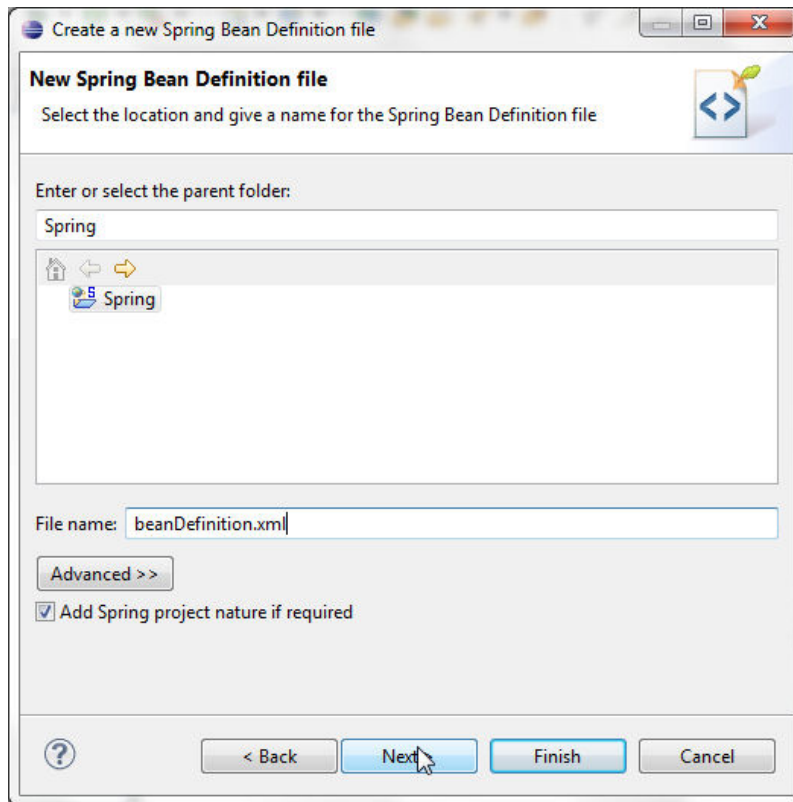 Create a new Spring Bean Definition file
New Spring Bean Definition file
Select the location and give a name for the Spring Bean Definition file
Enter or select the parent folder:
Spring
Spring
File name: beanDefinition.xml
Advanced >>
Add Spring project nature if required
< Back Next Finish Cancel